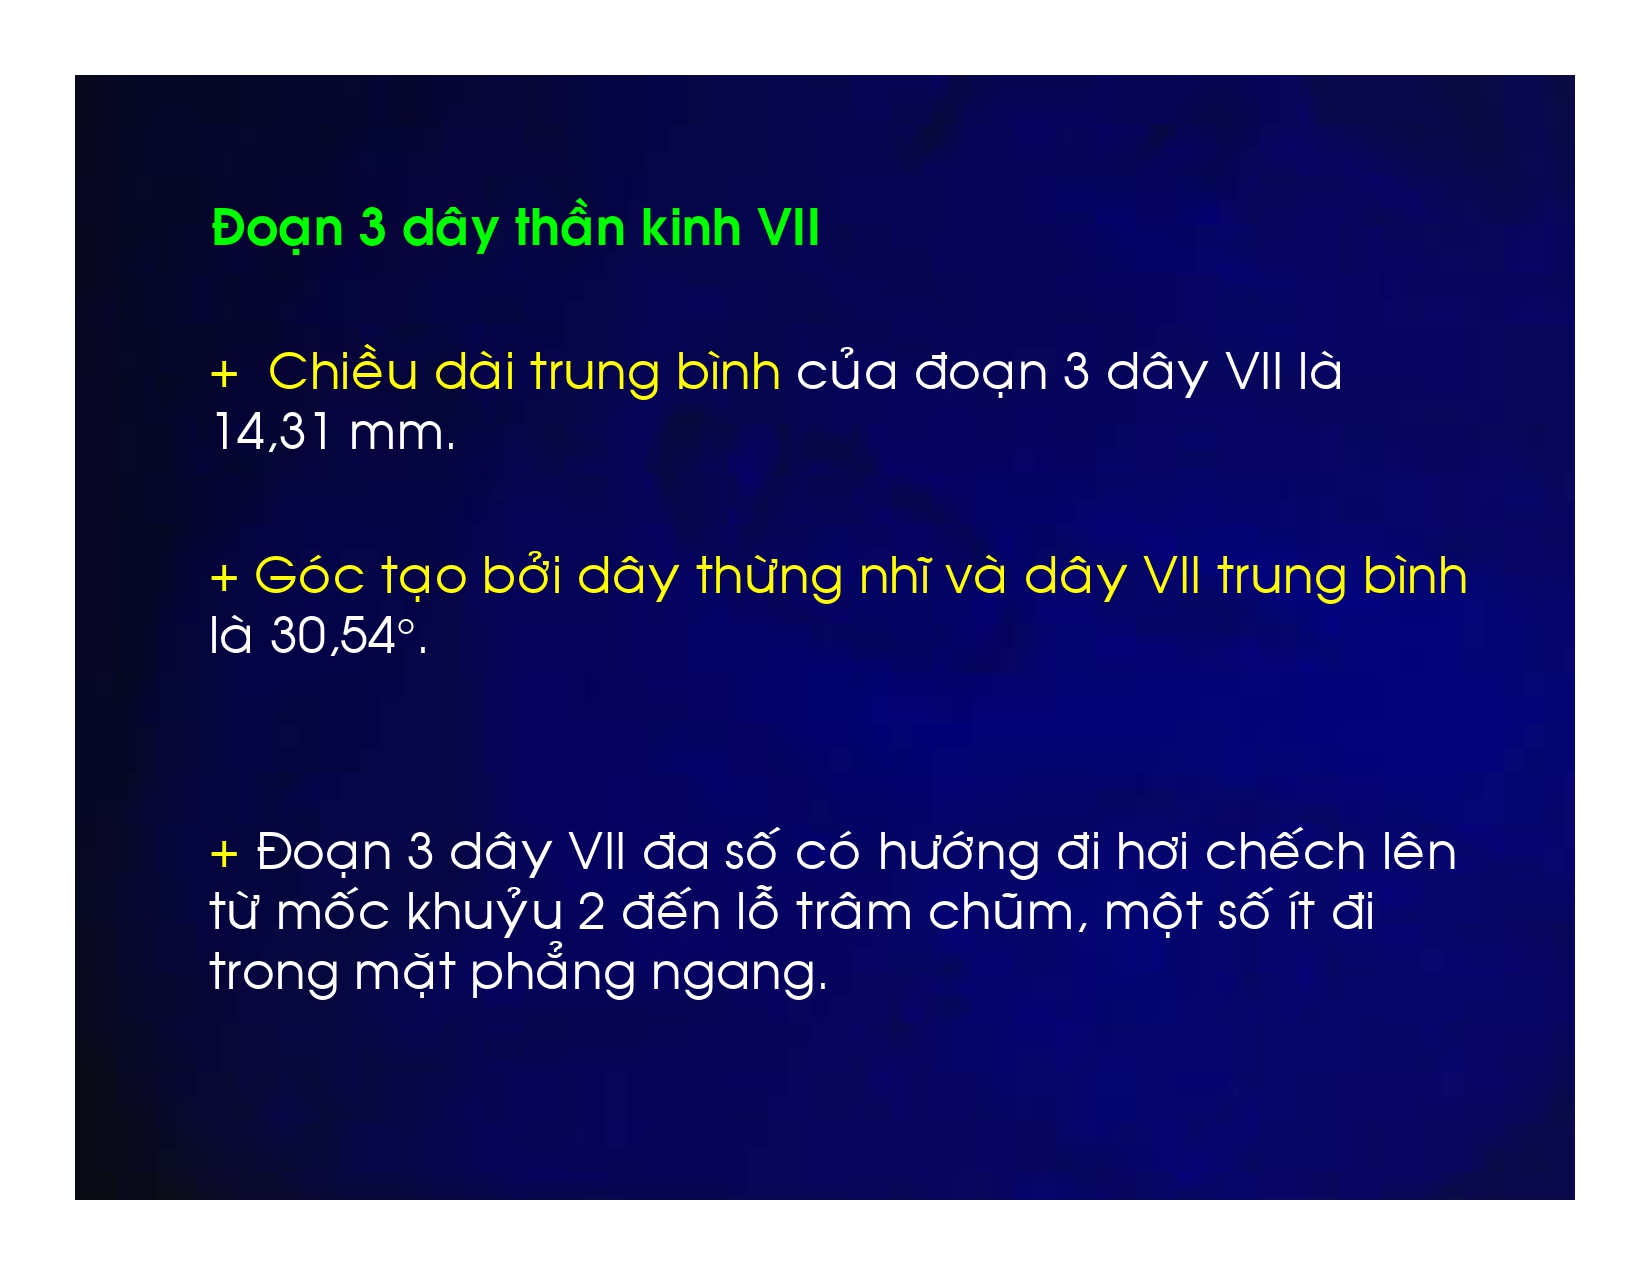 Đoạn 3 dây thần kinh VII
+ Chiều dài trung bình của đoạn 3 dây VII là
14,31 mm.
+ Góc tạo bởi dây thừng nhĩ và dây VII trung bình
là 30,54°.
+ Đoạn 3 dây VII đa số có hướng đi hơi chếch lên
từ mốc khuỷu 2 đến lỗ trâm chũm, một số ít đi
trong mặt phẳng ngang.